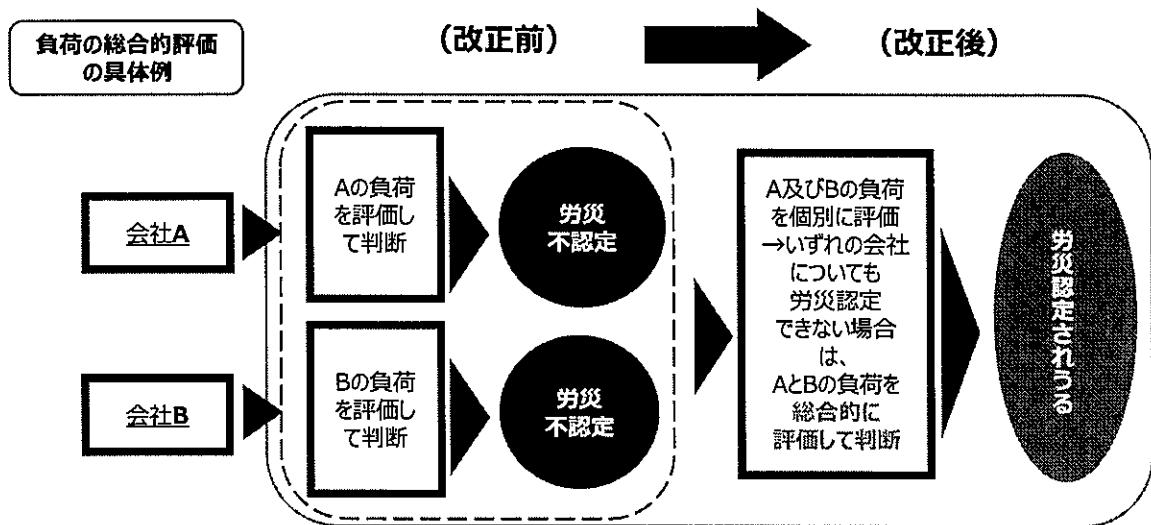 負荷の総合的評価
の具体例
（改正前）
（改正後）
会社A
Aの負荷
を評価し
て判断
労災
不認定
会社B
Bの負荷
を評価し
て判断
労災
不認定
A及びBの負荷
を個別に評価
→いずれの会社
についても
労災認定
できない場合
は、
AとBの負荷を
総合的に
評価して判断
労災認定されうる